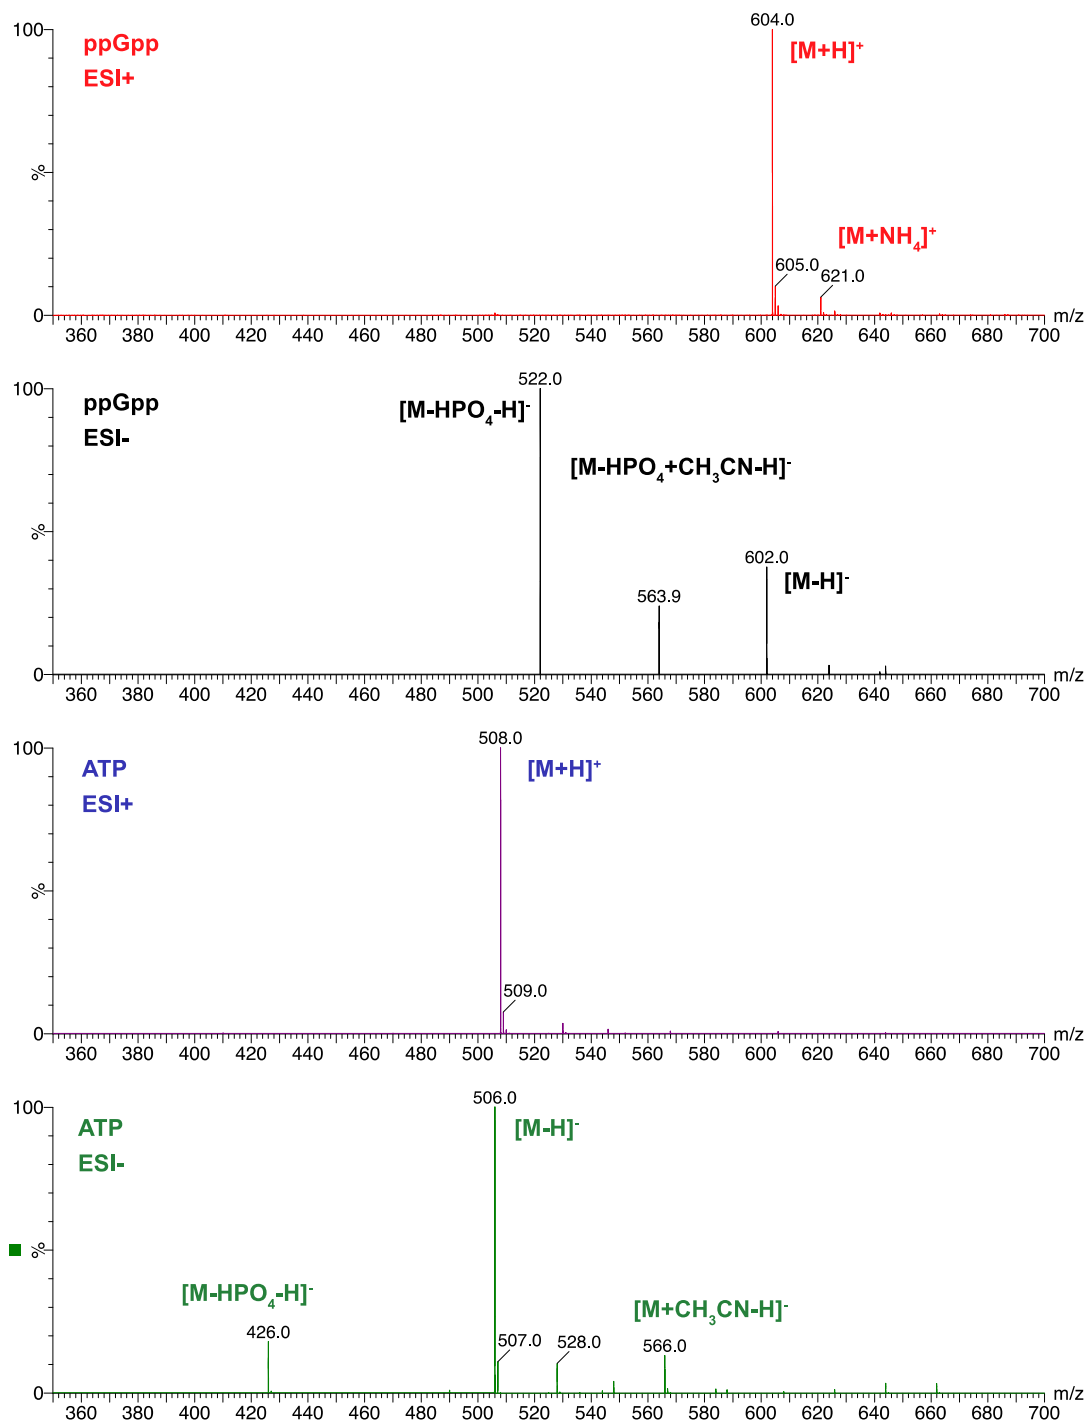 604.0
100
ppGpp
ESI+
[M+H]⁺
%
[M+NH₄]⁺
605.0
621.0
0
360 380 400 420 440 460 480 500 520 540 560 580 600 620 640 660 680 700 m/z
522.0
100
ppGpp
ESI-
[M-HPO₄-H]⁻
[M-HPO₄+CH₃CN-H]⁻
%
602.0
[M-H]⁻
563.9
0
360 380 400 420 440 460 480 500 520 540 560 580 600 620 640 660 680 700 m/z
508.0
100
ATP
ESI+
[M+H]⁺
%
509.0
0
360 380 400 420 440 460 480 500 520 540 560 580 600 620 640 660 680 700 m/z
506.0
100
ATP
ESI-
[M-H]⁻
%
[M-HPO₄-H]⁻
[M+CH₃CN-H]⁻
426.0
507.0
528.0
566.0
0
360 380 400 420 440 460 480 500 520 540 560 580 600 620 640 660 680 700 m/z